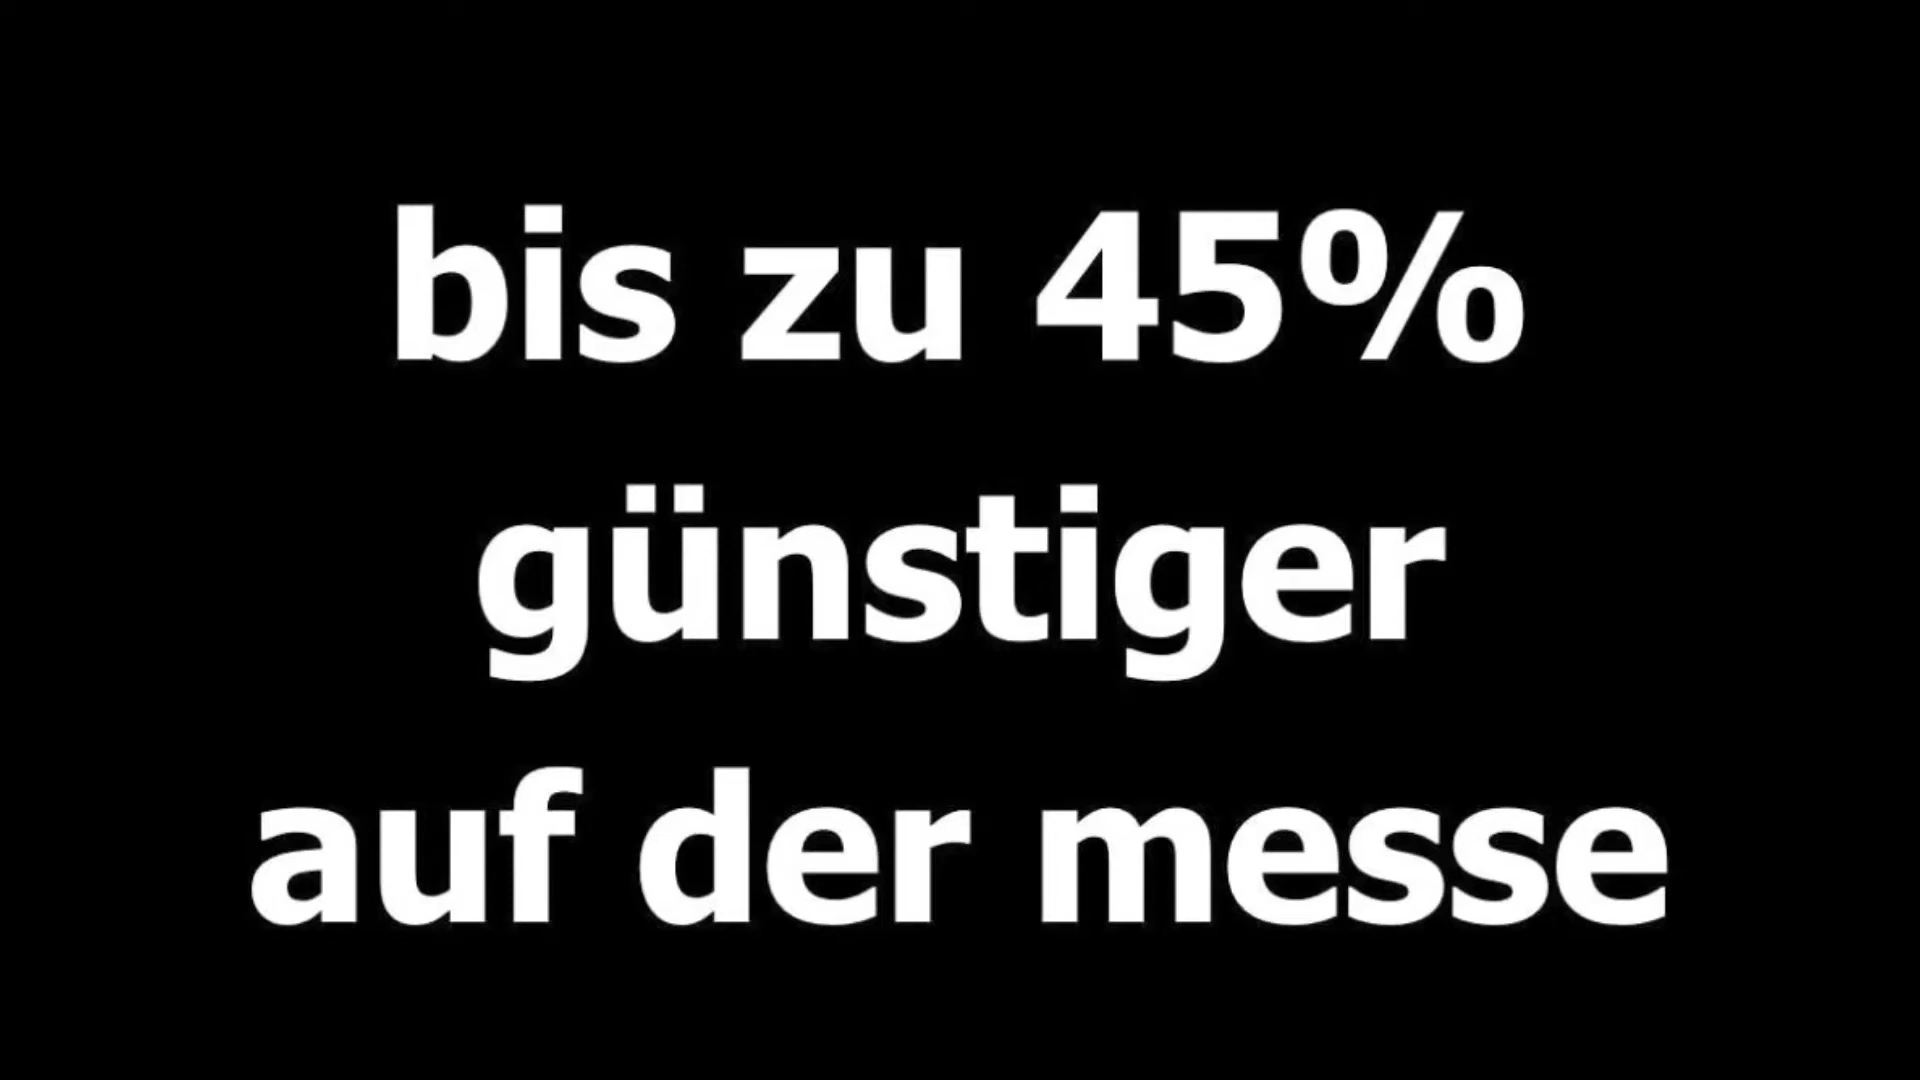 bis zu 45%
günstiger
auf der messe